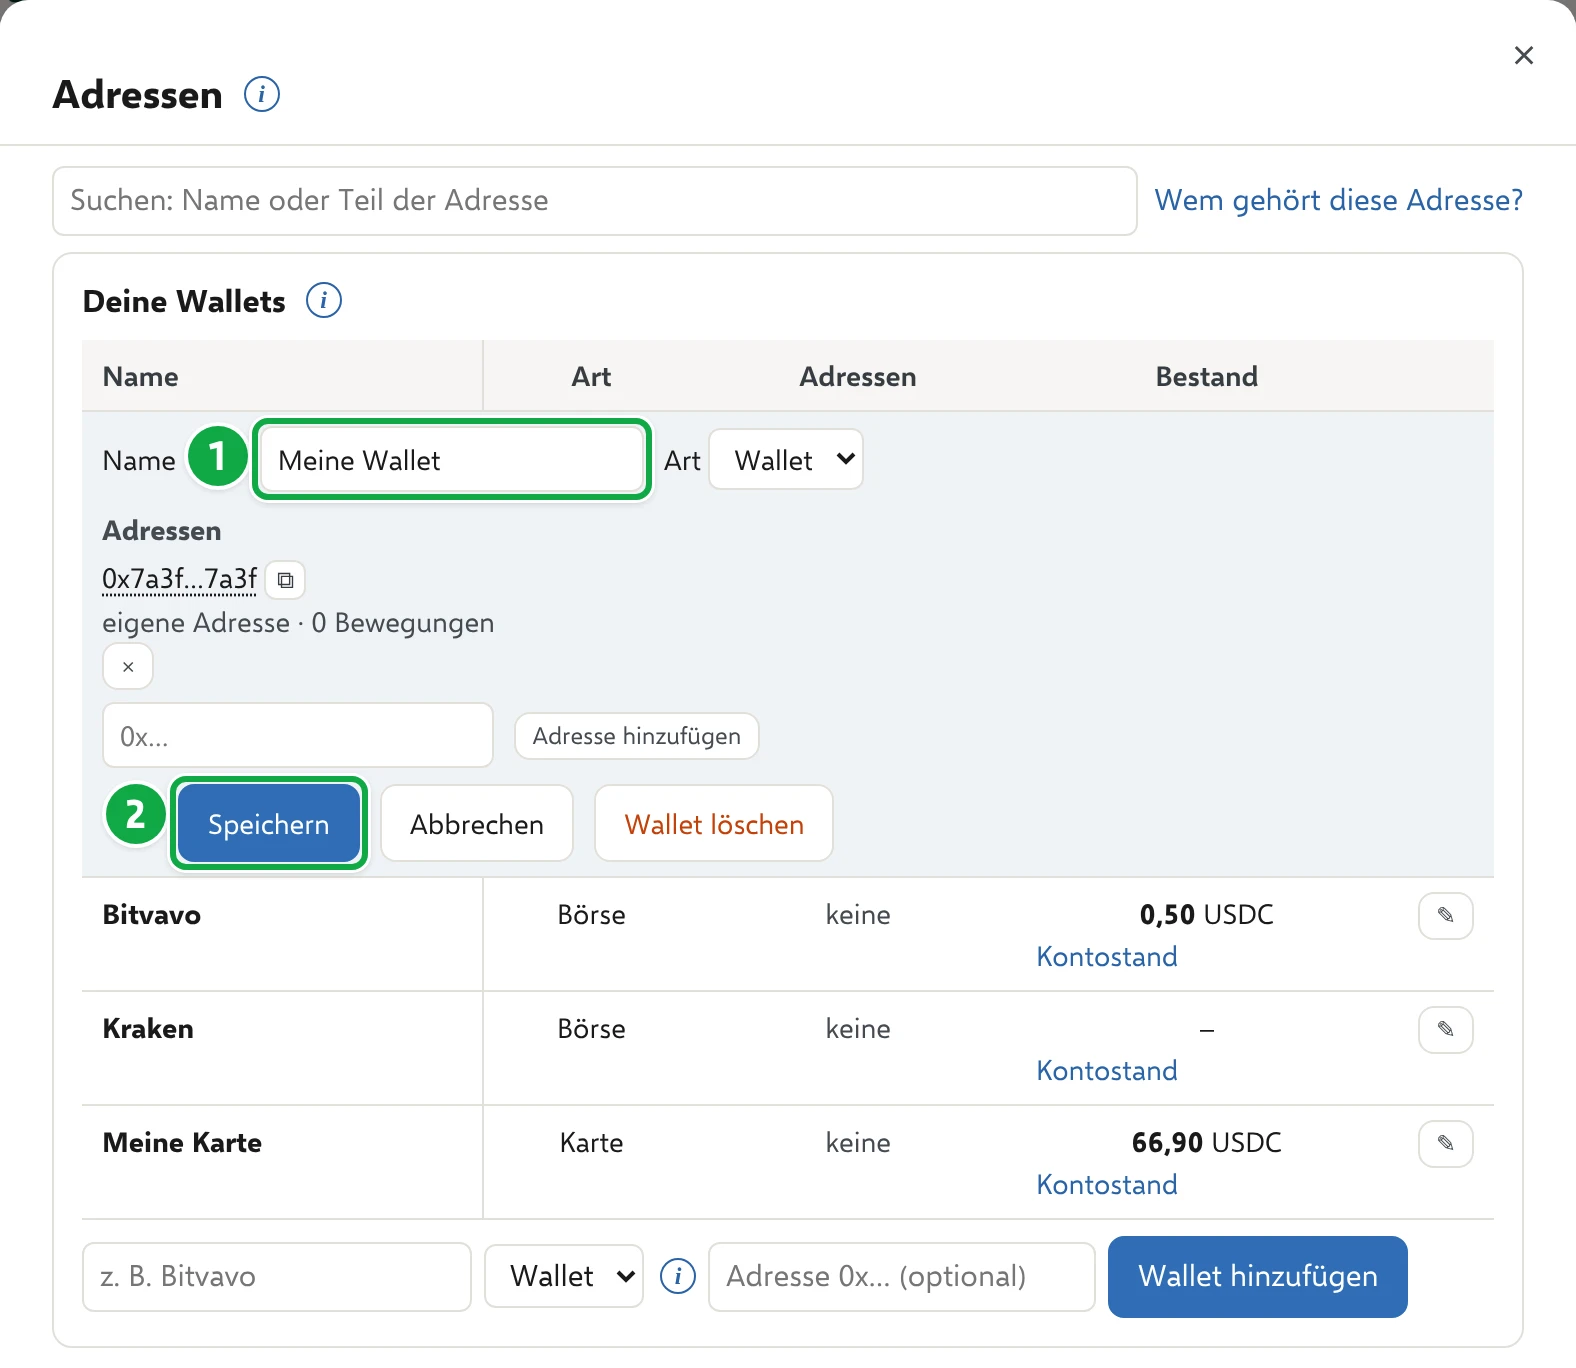 ×
Adressen i
Suchen: Name oder Teil der Adresse Wem gehört diese Adresse?
Deine Wallets i
Name Art Adressen Bestand
Name 1 Meine Wallet Art Wallet
Adressen
0x7a3f…7a3f
eigene Adresse · 0 Bewegungen
×
0x… Adresse hinzufügen
2 Speichern Abbrechen Wallet löschen
Bitvavo Börse keine 0,50 USDC ✎
Kontostand
Kraken Börse keine – ✎
Kontostand
Meine Karte Karte keine 66,90 USDC ✎
Kontostand
z. B. Bitvavo Wallet i Adresse 0x… (optional) Wallet hinzufügen